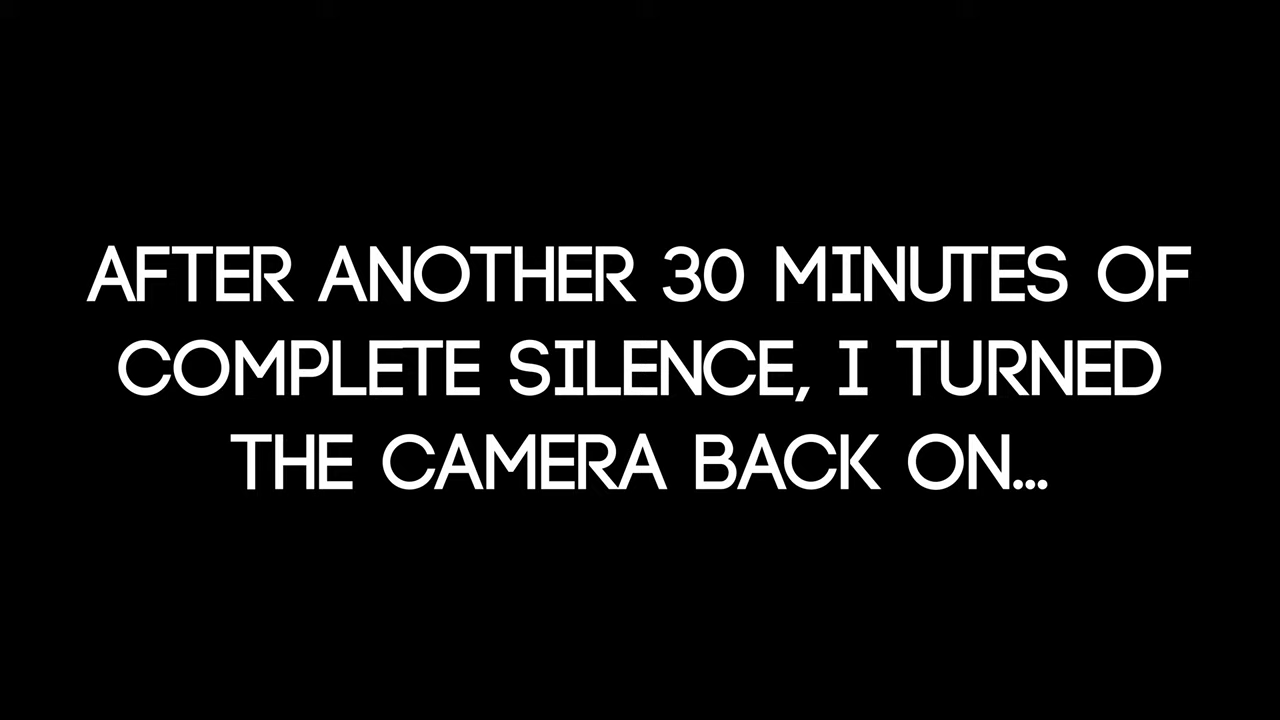 AFTER ANOTHER 30 MINUTES OF
COMPLETE SILENCE, I TURNED
THE CAMERA BACK ON...